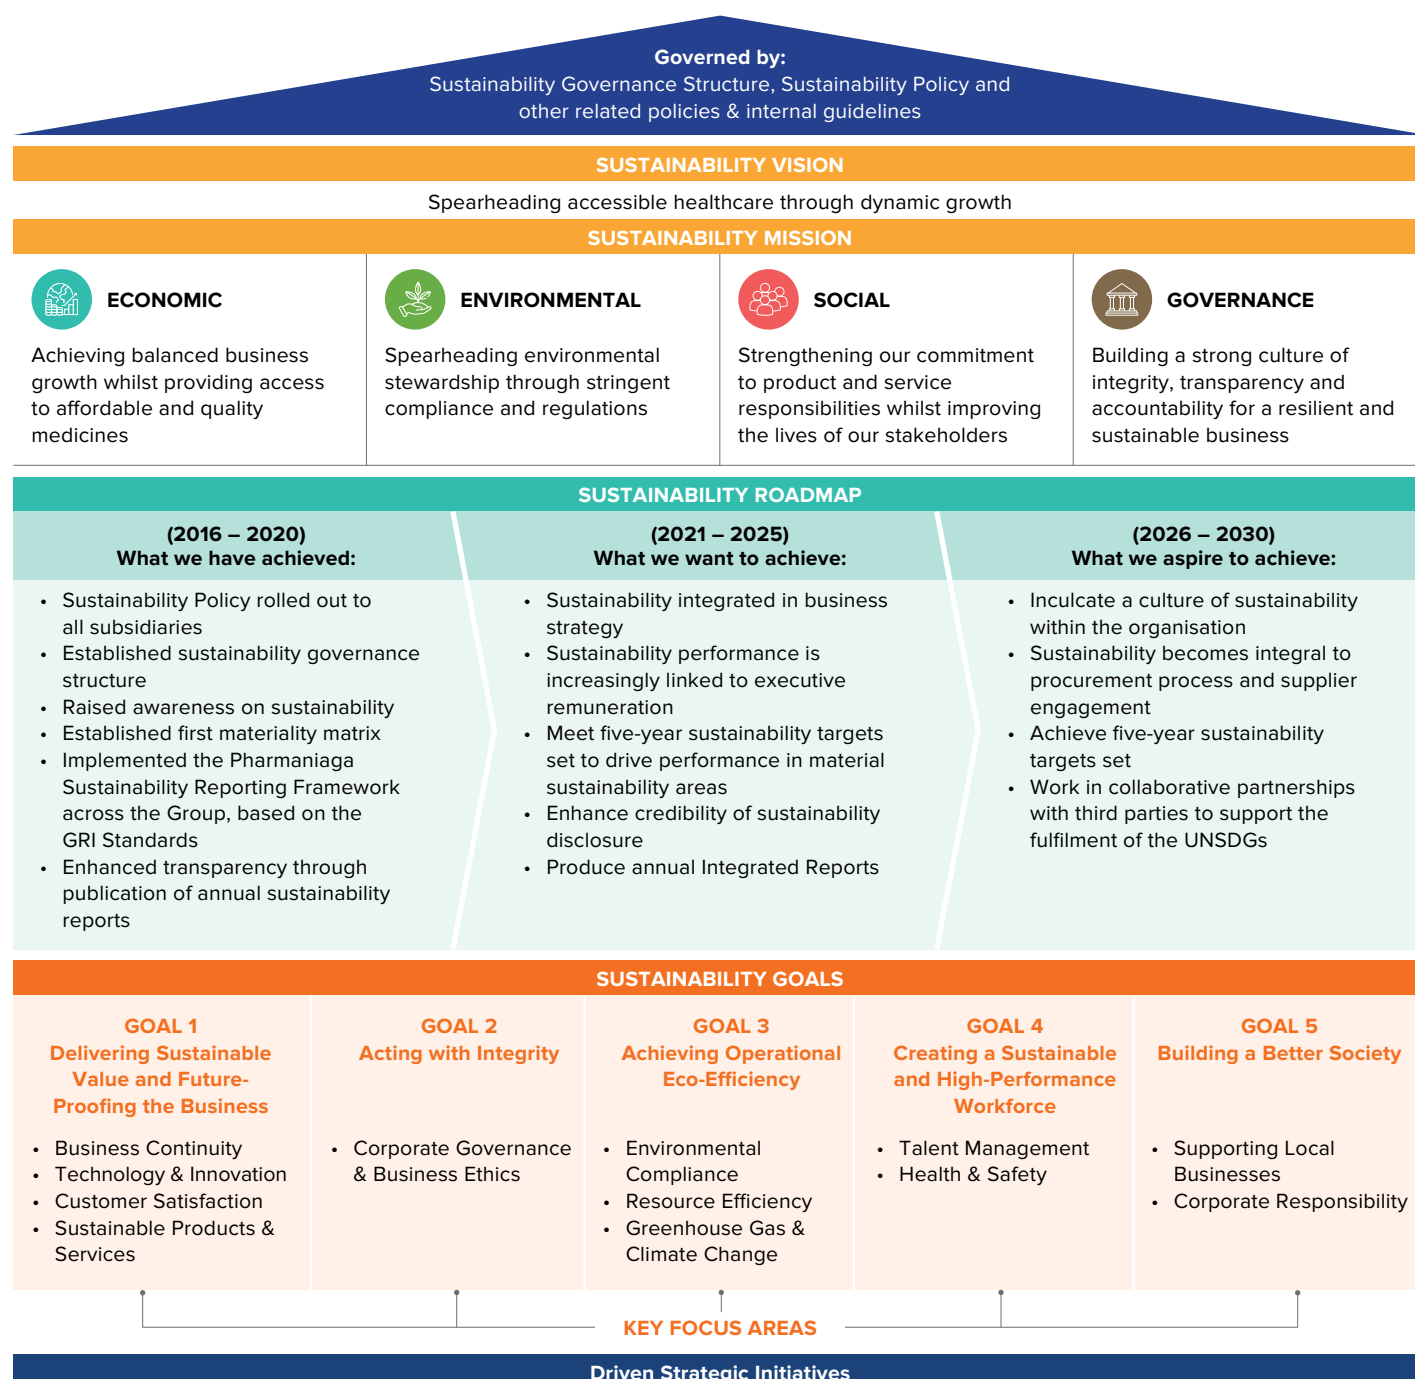 Governed by:
Sustainability Governance Structure, Sustainability Policy and
other related policies & internal guidelines
SUSTAINABILITY VISION
Spearheading accessible healthcare through dynamic growth
SUSTAINABILITY MISSION
ECONOMIC
Achieving balanced business
growth whilst providing access
to affordable and quality
medicines
ENVIRONMENTAL
Spearheading environmental
stewardship through stringent
compliance and regulations
SOCIAL
Strengthening our commitment
to product and service
responsibilities whilst improving
the lives of our stakeholders
GOVERNANCE
Building a strong culture of
integrity, transparency and
accountability for a resilient and
sustainable business
SUSTAINABILITY ROADMAP
(2016 – 2020)
What we have achieved:
• Sustainability Policy rolled out to
all subsidiaries
• Established sustainability governance
structure
• Raised awareness on sustainability
• Established first materiality matrix
• Implemented the Pharmaniaga
Sustainability Reporting Framework
across the Group, based on the
GRI Standards
• Enhanced transparency through
publication of annual sustainability
reports
(2021 – 2025)
What we want to achieve:
• Sustainability integrated in business
strategy
• Sustainability performance is
increasingly linked to executive
remuneration
• Meet five-year sustainability targets
set to drive performance in material
sustainability areas
• Enhance credibility of sustainability
disclosure
• Produce annual Integrated Reports
(2026 – 2030)
What we aspire to achieve:
• Inculcate a culture of sustainability
within the organisation
• Sustainability becomes integral to
procurement process and supplier
engagement
• Achieve five-year sustainability
targets set
• Work in collaborative partnerships
with third parties to support the
fulfilment of the UNSDGs
SUSTAINABILITY GOALS
GOAL 1
Delivering Sustainable
Value and Future-
Proofing the Business
• Business Continuity
• Technology & Innovation
• Customer Satisfaction
• Sustainable Products &
Services
GOAL 2
Acting with Integrity
• Corporate Governance
& Business Ethics
GOAL 3
Achieving Operational
Eco-Efficiency
• Environmental
Compliance
• Resource Efficiency
• Greenhouse Gas &
Climate Change
GOAL 4
Creating a Sustainable
and High-Performance
Workforce
• Talent Management
• Health & Safety
GOAL 5
Building a Better Society
• Supporting Local
Businesses
• Corporate Responsibility
KEY FOCUS AREAS
Driven Strategic Initiatives